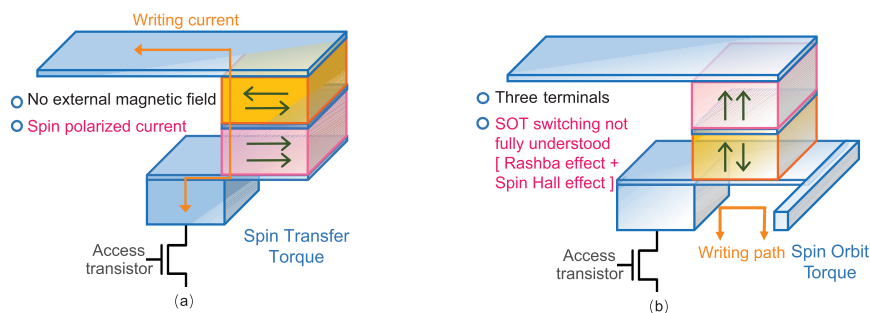 Writing current
No external magnetic field
Spin polarized current
Spin Transfer
Torque
Access
transistor
(a)
Three terminals
SOT switching not
fully understood
[ Rashba effect +
Spin Hall effect ]
Writing path
Spin Orbit
Torque
Access
transistor
(b)